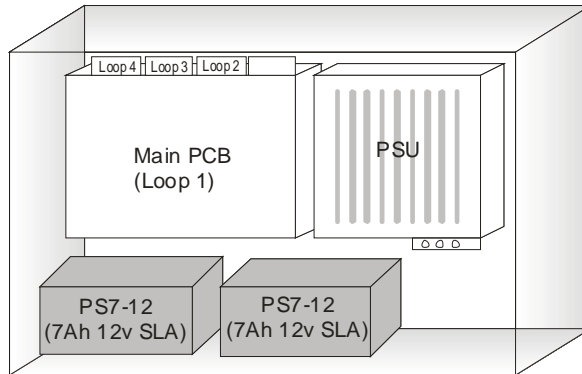 Loop 4 Loop 3 Loop 2
Main PCB
(Loop 1)
PSU
PS7-12
(7Ah 12v SLA)
PS7-12
(7Ah 12v SLA)